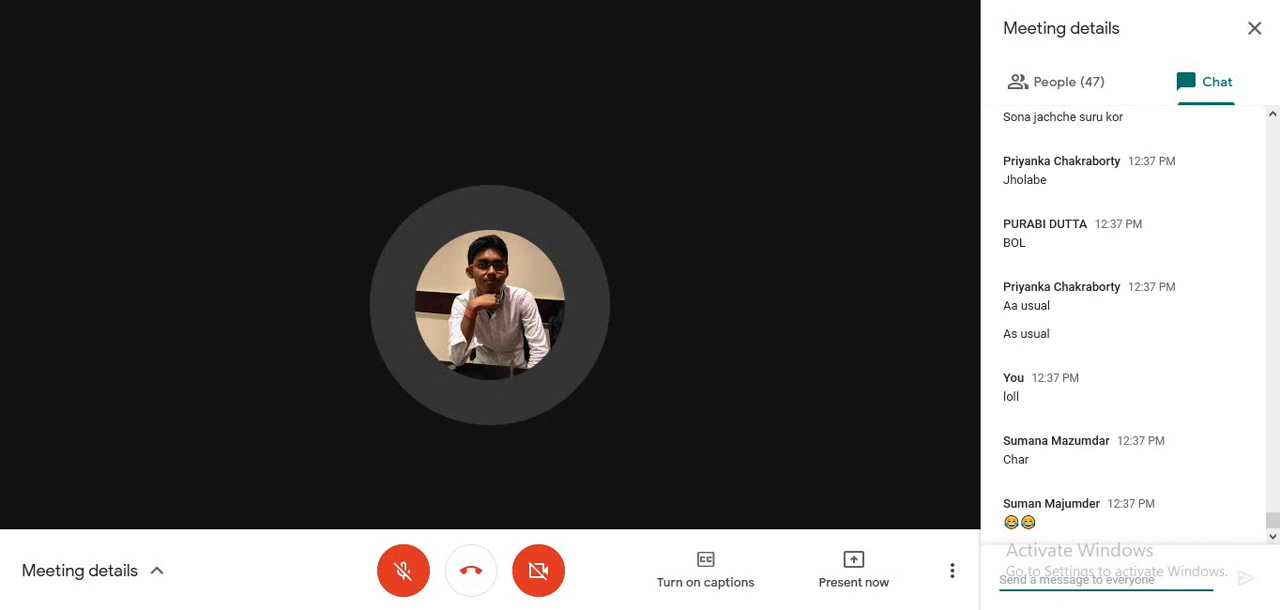 Meeting details
People (47)
Chat
Sona jachche suru kor
Priyanka Chakraborty 12:37 PM
Jholabe
PURABI DUTTA 12:37 PM
BOL
Priyanka Chakraborty 12:37 PM
Aa usual
As usual
You 12:37 PM
loll
Sumana Mazumdar 12:37 PM
Char
Suman Majumder 12:37 PM
😂😂
Activate Windows
Go to Settings to activate Windows.
Send a message to everyone
Meeting details
Turn on captions
Present now